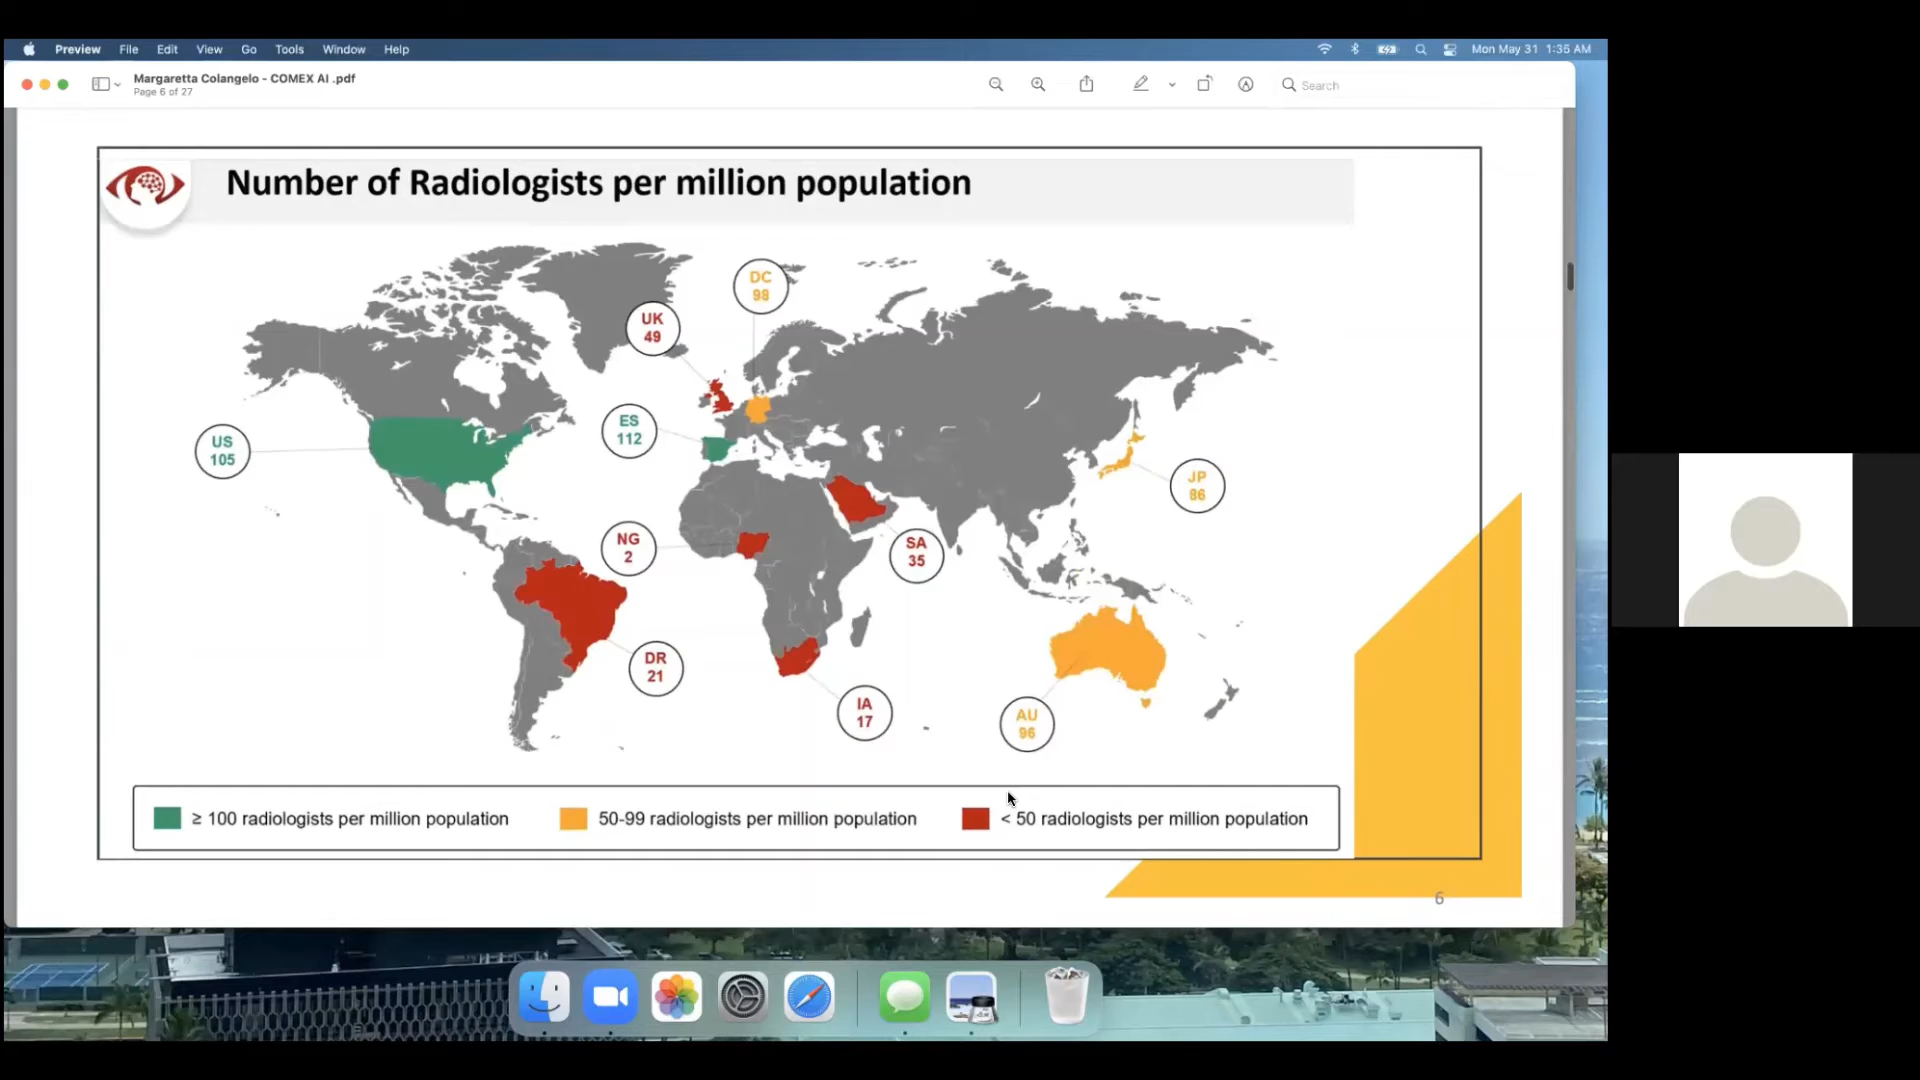 Preview File Edit View Go Tools Window Help
Mon May 31 1:35 AM
Margaretta Colangelo - COMEX AI .pdf
Page 6 of 27
Search
Number of Radiologists per million population
DC
98
UK
49
ES
112
US
105
JP
86
NG
2
SA
35
DR
21
IA
17
AU
96
≥ 100 radiologists per million population
50-99 radiologists per million population
< 50 radiologists per million population
6